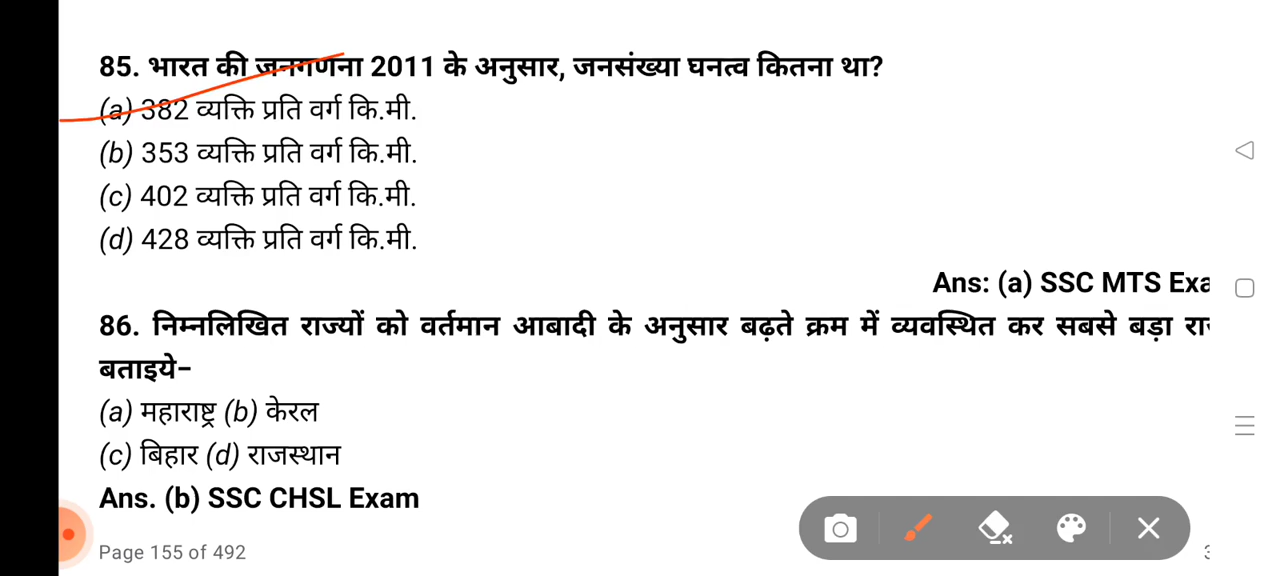 85. भारत की जनगणना 2011 के अनुसार, जनसंख्या घनत्व कितना था?
(a) 382 व्यक्ति प्रति वर्ग कि.मी.
(b) 353 व्यक्ति प्रति वर्ग कि.मी.
(c) 402 व्यक्ति प्रति वर्ग कि.मी.
(d) 428 व्यक्ति प्रति वर्ग कि.मी.
Ans: (a) SSC MTS
86. निम्नलिखित राज्यों को वर्तमान आबादी के अनुसार बढ़ते क्रम में व्यवस्थित कर सबसे बड़ा
बताइये–
(a) महाराष्ट्र (b) केरल
(c) बिहार (d) राजस्थान
Ans. (b) SSC CHSL Exam
Page 155 of 492